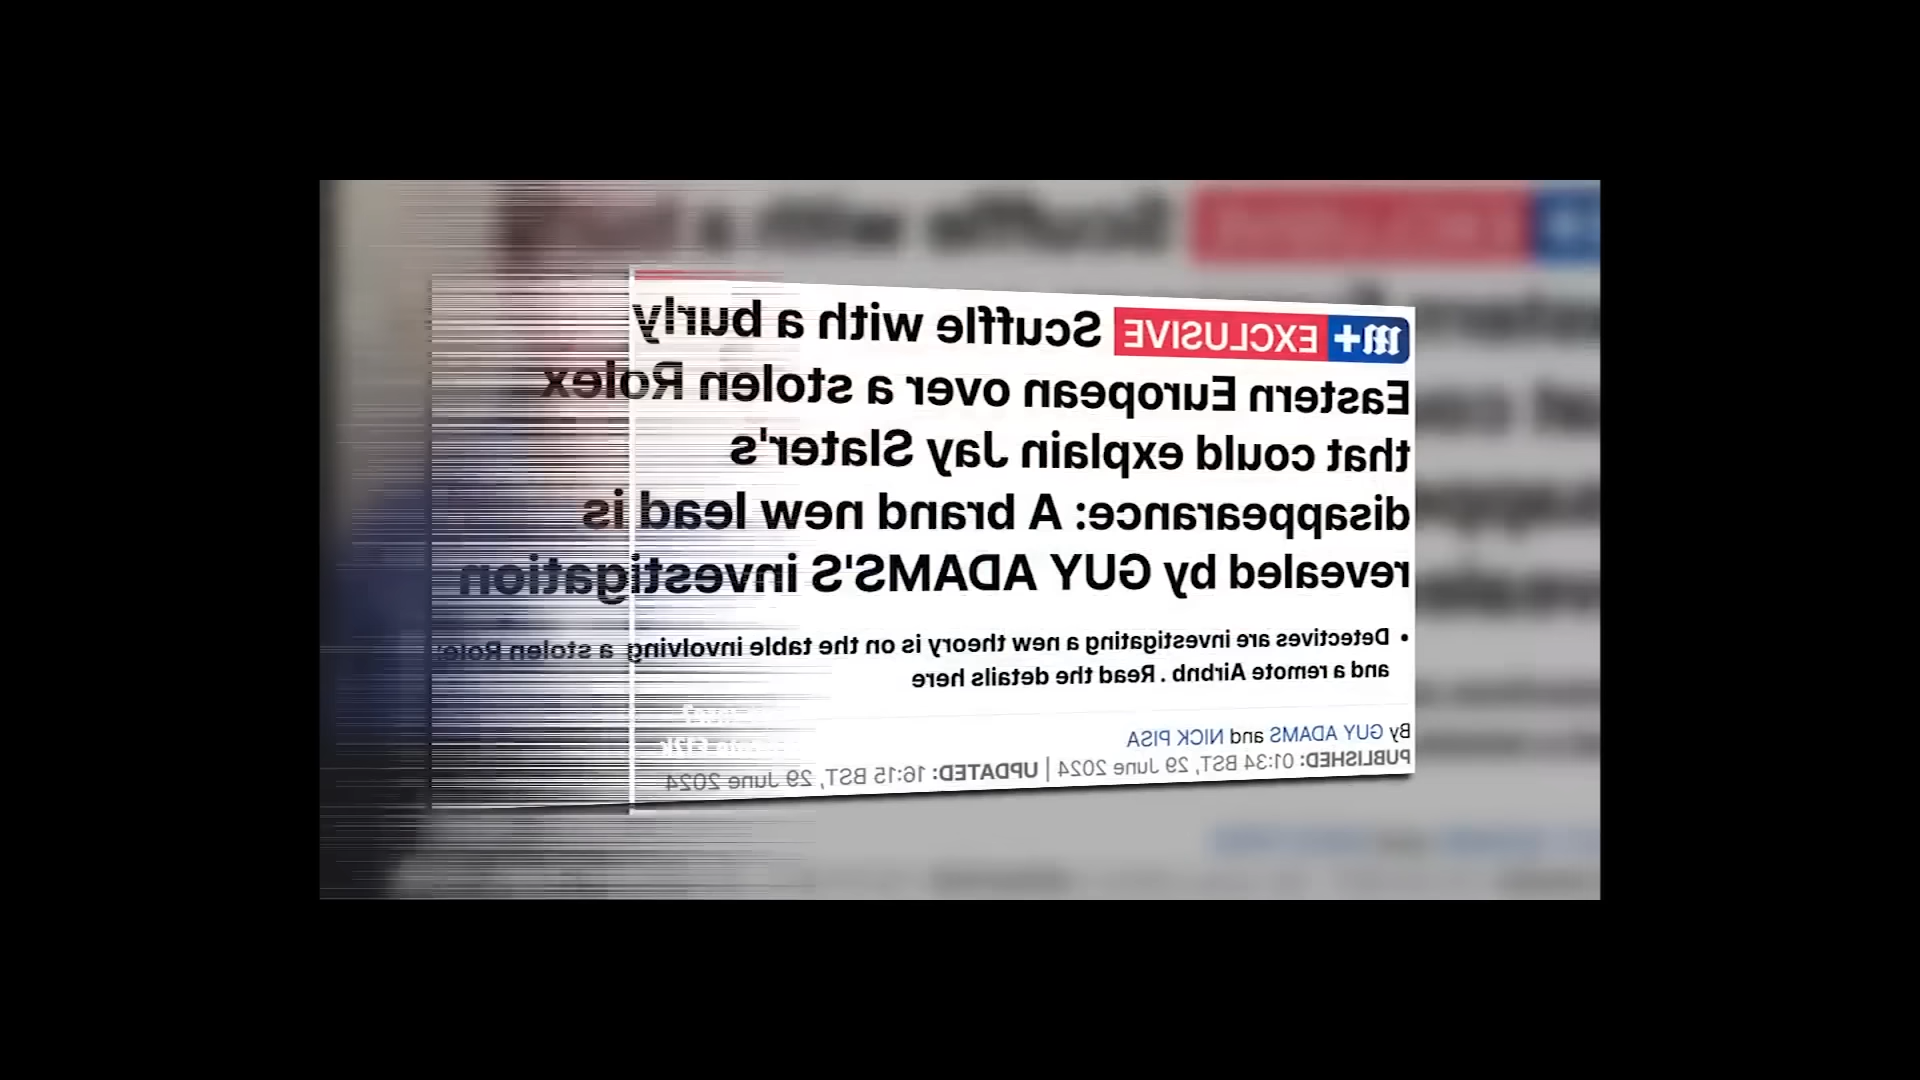 m+ EXCLUSIVE Scuffle with a burly
Eastern European over a stolen Rolex
that could explain Jay Slater's
disappearance: A brand new lead is
revealed by GUY ADAMS'S investigation
• Detectives are investigating a new theory is on the table involving a stolen
and a remote Airbnb . Read the details here
By GUY ADAMS and NICK PISA
PUBLISHED: 01:34 BST, 29 June 2024 | UPDATED: 16:15 BST, 29 June 2024